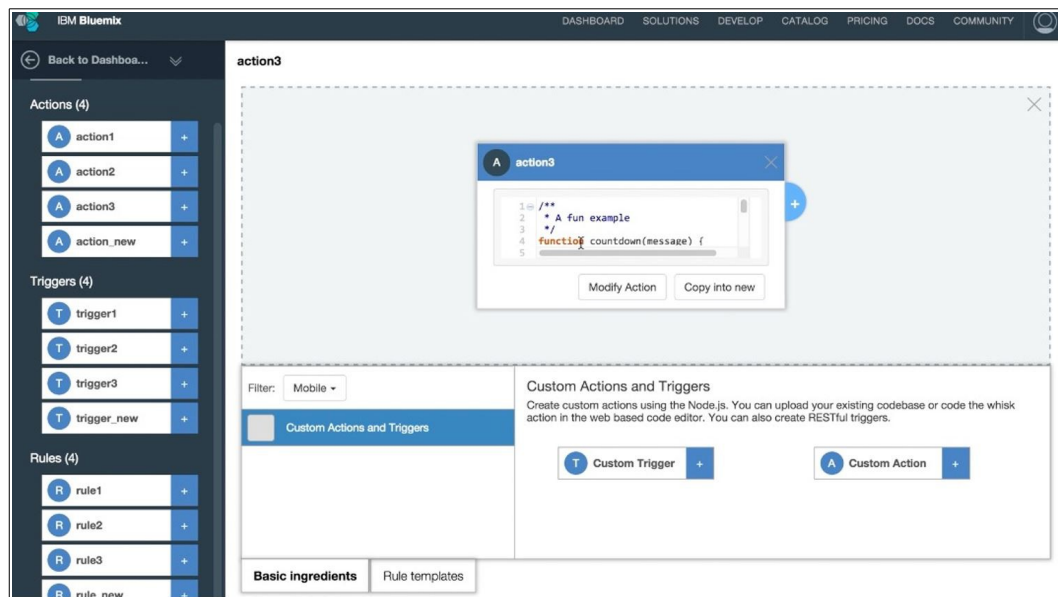 IBM Bluemix
DASHBOARD SOLUTIONS DEVELOP CATALOG PRICING DOCS COMMUNITY
Back to Dashboa...
action3
Actions (4)
A action1 +
A action2 +
A action3 +
A action_new +
Triggers (4)
T trigger1 +
T trigger2 +
T trigger3 +
T trigger_new +
Rules (4)
R rule1 +
R rule2 +
R rule3 +
R rule_new +
A action3
1 /**
2 * A fun example
3 */
4 function countdown(message) {
5
+
Modify Action Copy into new
Filter: Mobile
Custom Actions and Triggers
Custom Actions and Triggers
Create custom actions using the Node.js. You can upload your existing codebase or code the whisk
action in the web based code editor. You can also create RESTful triggers.
T Custom Trigger + A Custom Action +
Basic ingredients Rule templates